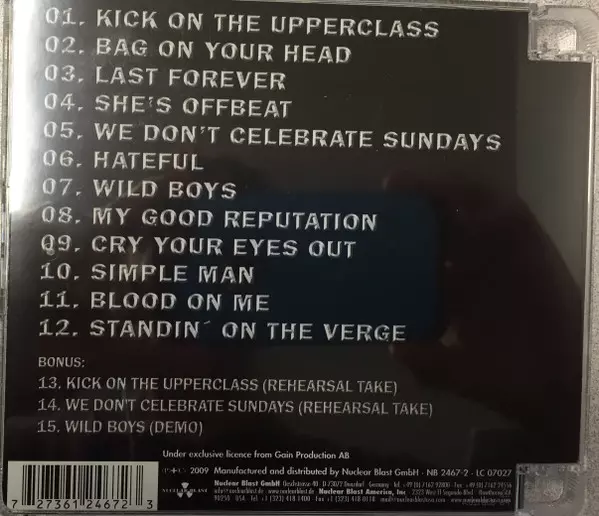 01. KICK ON THE UPPERCLASS
02. BAG ON YOUR HEAD
03. LAST FOREVER
04. SHE'S OFFBEAT
05. WE DON'T CELEBRATE SUNDAYS
06. HATEFUL
07. WILD BOYS
08. MY GOOD REPUTATION
09. CRY YOUR EYES OUT
10. SIMPLE MAN
11. BLOOD ON ME
12. STANDIN´ ON THE VERGE
BONUS:
13. KICK ON THE UPPERCLASS (REHEARSAL TAKE)
14. WE DON'T CELEBRATE SUNDAYS (REHEARSAL TAKE)
15. WILD BOYS (DEMO)
Under exclusive licence from Gain Production AB
2009 Manufactured and distributed by Nuclear Blast GmbH · NB 2467-2 · LC 07027
Nuclear Blast GmbH
Nuclear Blast America, Inc
NUCLEAR BLAST
7 27361 24672 3